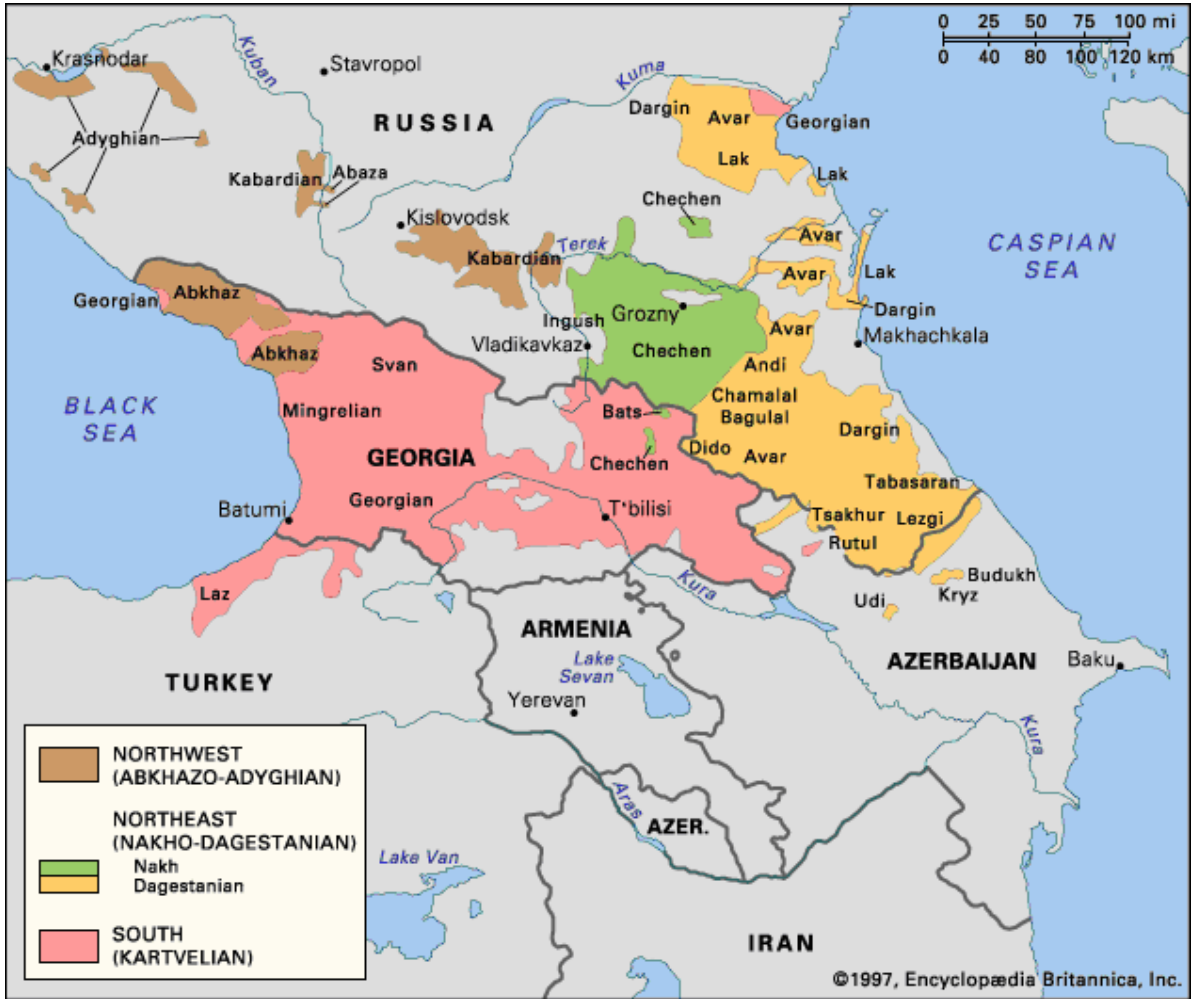 0 25 50 75 100 mi
0 40 80 100 120 km
Krasnodar
Kuban
Stavropol
Kuma
RUSSIA
Dargin
Avar
Georgian
Adyghian
Lak
Lak
Kabardian
Abaza
Chechen
Kislovodsk
Terek
Avar
CASPIAN
SEA
Kabardian
Avar
Lak
Georgian
Abkhaz
Dargin
Ingush
Grozny
Avar
Makhachkala
Vladikavkaz
Chechen
Abkhaz
Svan
Andi
BLACK
SEA
Mingrelian
Bats
Chamalal
Bagulal
Dargin
GEORGIA
Chechen
Dido
Avar
Georgian
Tabasaran
Batumi
T'bilisi
Tsakhur
Lezgi
Rutul
Laz
Kura
Budukh
Kryz
Udi
ARMENIA
AZERBAIJAN
Baku
Lake
Sevan
TURKEY
Yerevan
Kura
NORTHWEST
(ABKHAZO-ADYGHIAN)
NORTHEAST
(NAKHO-DAGESTANIAN)
Nakh
Dagestanian
SOUTH
(KARTVELIAN)
Aras
AZER.
Lake Van
IRAN
©1997, Encyclopædia Britannica, Inc.